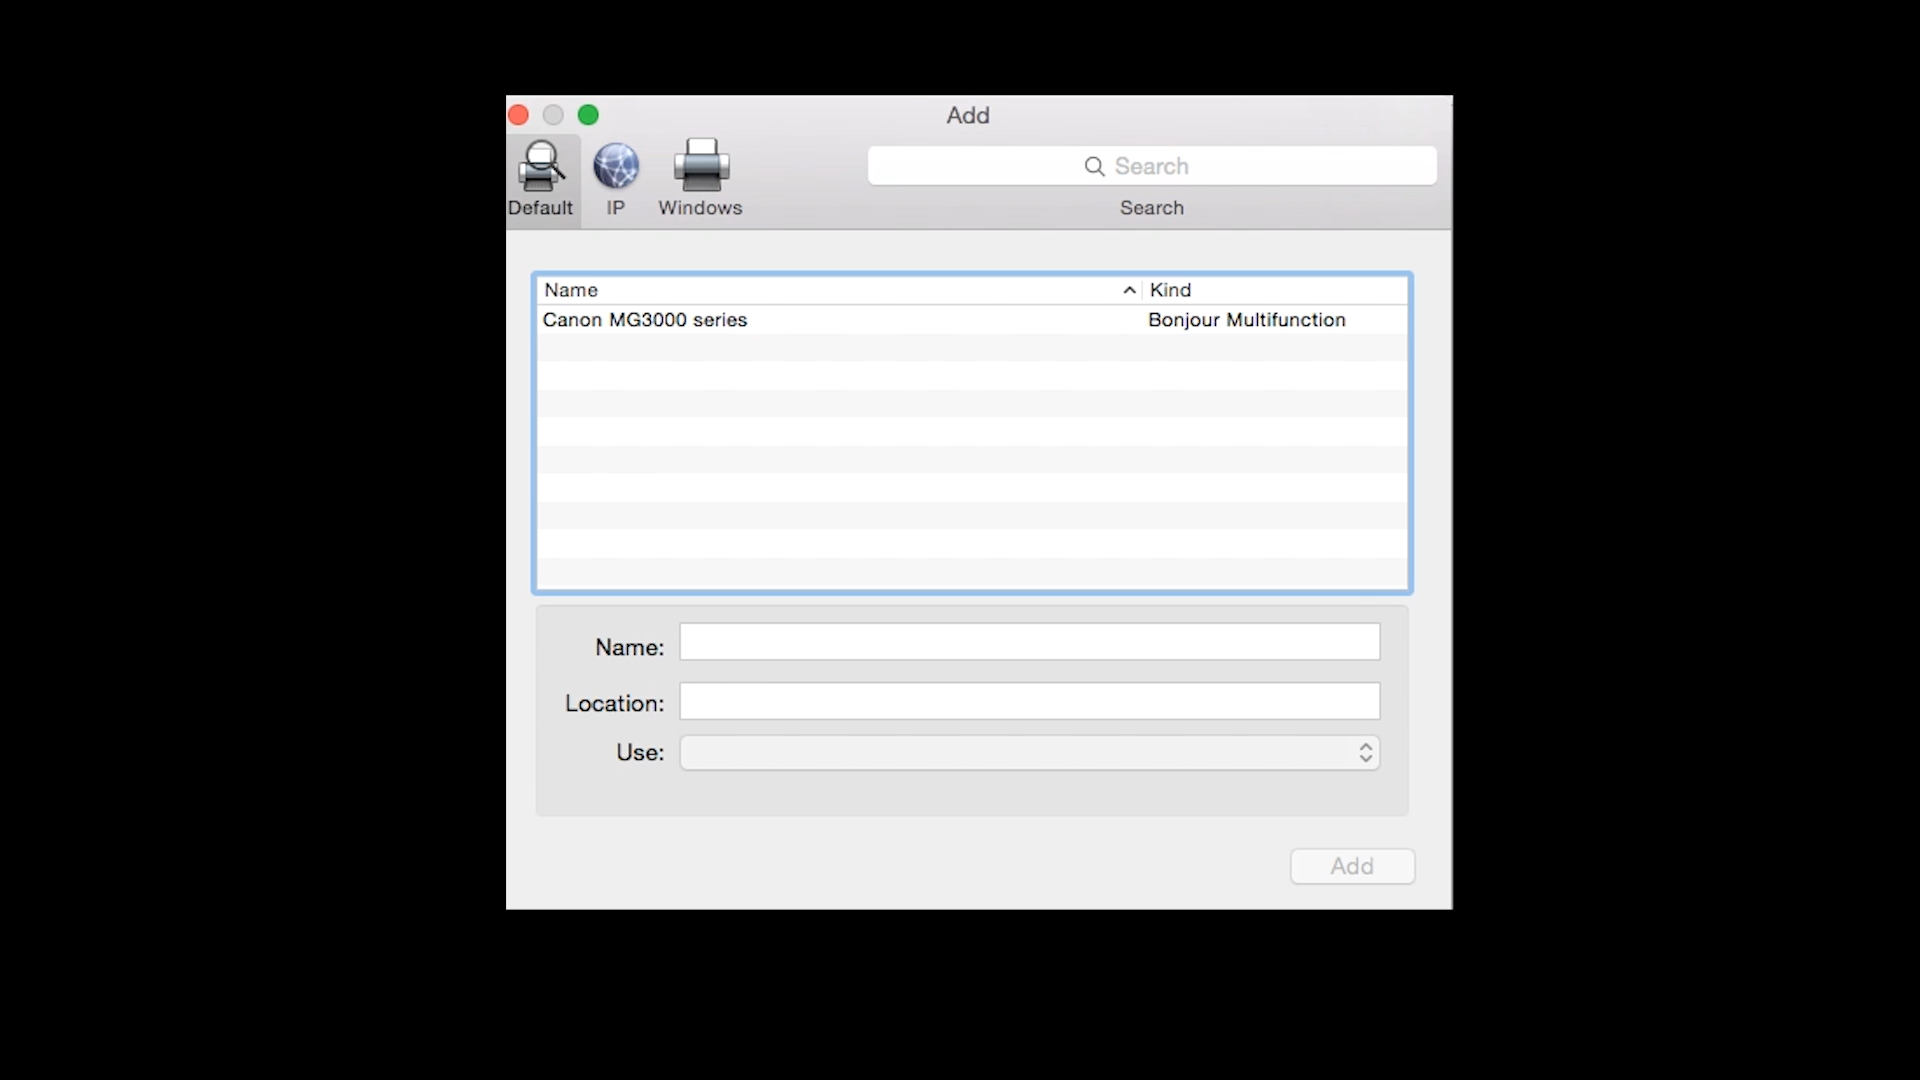 Add
Default IP Windows
Search
Search
Name Kind
Canon MG3000 series Bonjour Multifunction
Name:
Location:
Use:
Add